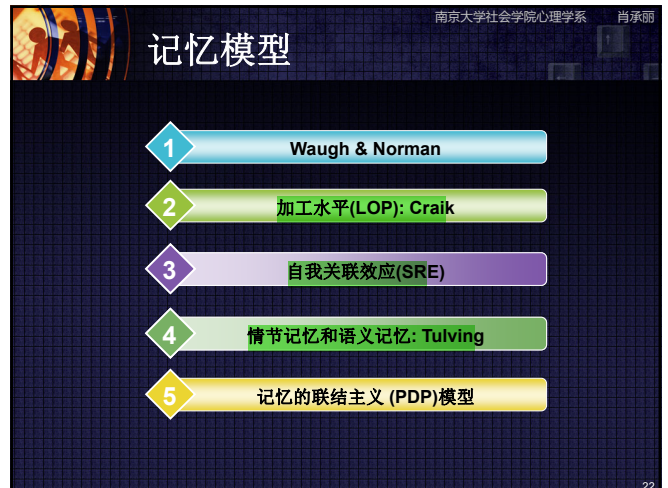 南京大学社会学院心理学系 肖承丽
记忆模型
1 Waugh & Norman
2 加工水平(LOP): Craik
3 自我关联效应(SRE)
4 情节记忆和语义记忆: Tulving
5 记忆的联结主义 (PDP)模型
22